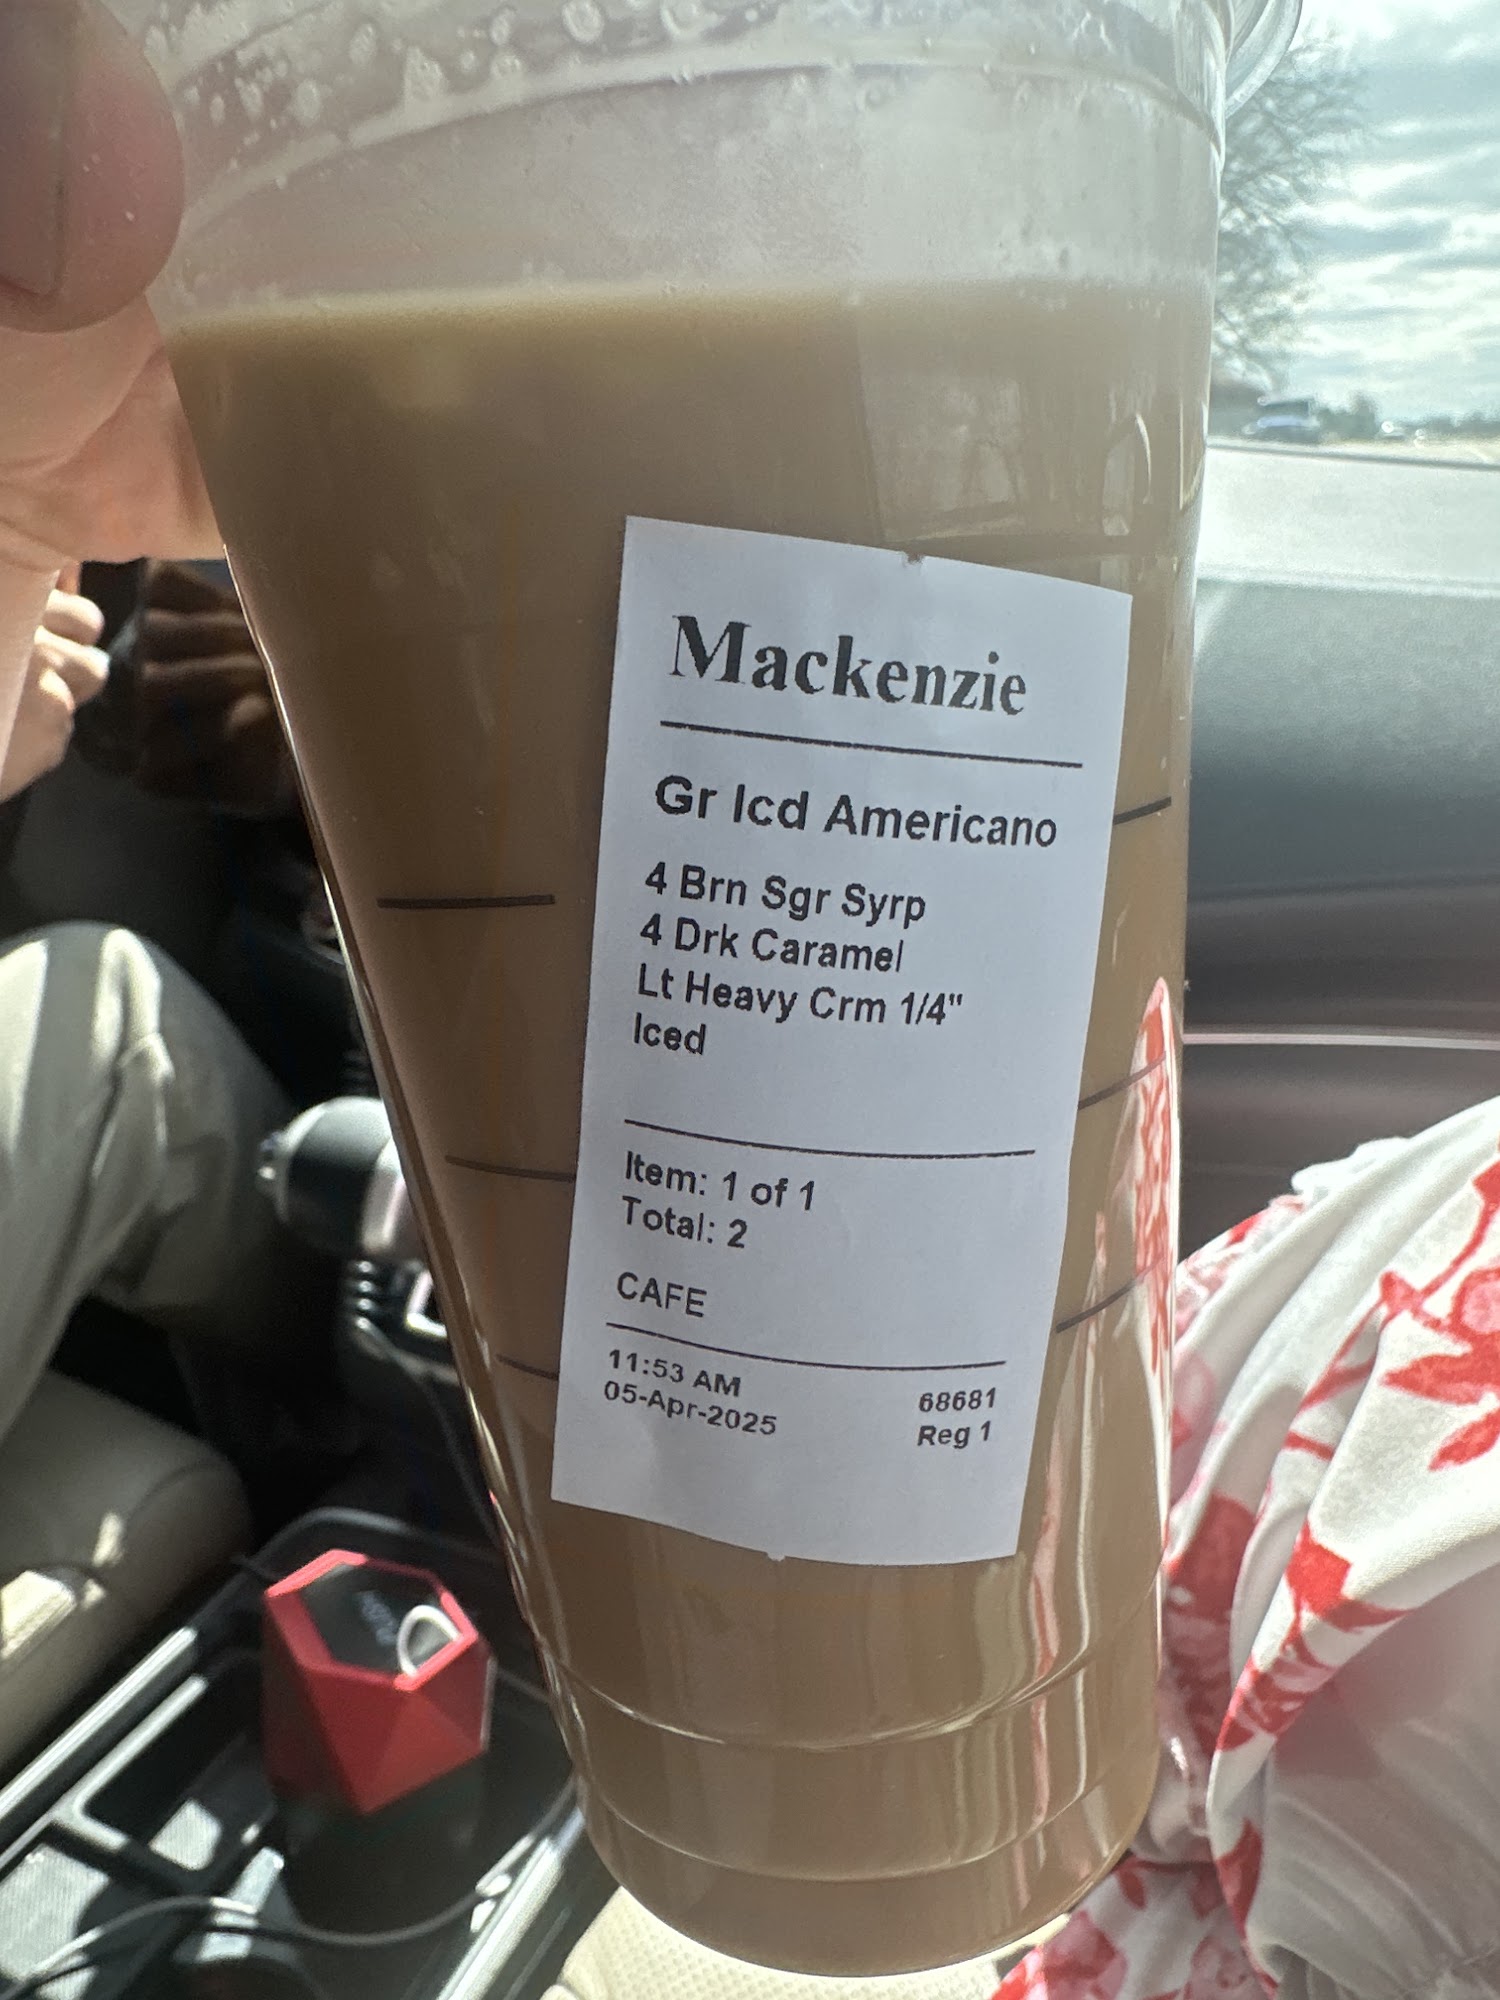 Mackenzie
Gr Icd Americano
4 Brn Sgr Syrp
4 Drk Caramel
Lt Heavy Crm 1/4"
Iced
Item: 1 of 1
Total: 2
CAFE
11:53 AM
05-Apr-2025
68681
Reg 1